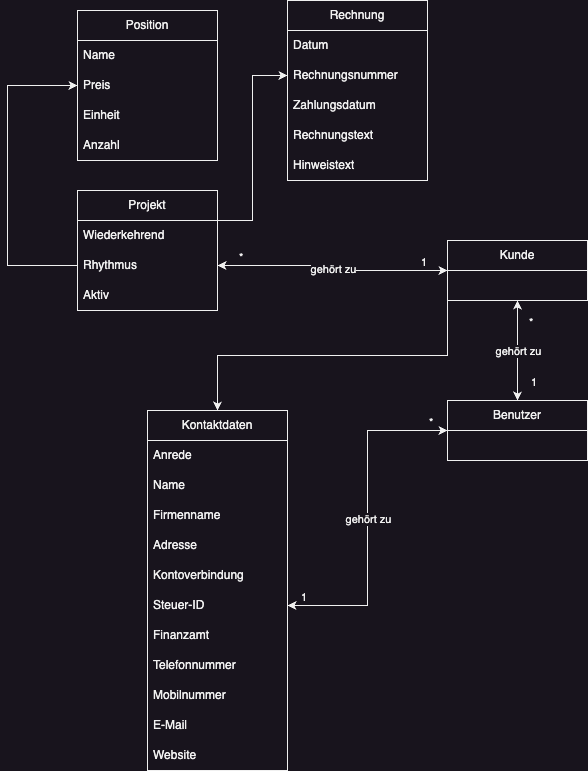 Position
Name
Preis
Einheit
Anzahl
Rechnung
Datum
Rechnungsnummer
Zahlungsdatum
Rechnungstext
Hinweistext
Projekt
Wiederkehrend
Rhythmus
Aktiv
*
gehört zu
1
Kunde
*
gehört zu
1
Benutzer
Kontaktdaten
Anrede
Name
Firmenname
Adresse
Kontoverbindung
Steuer-ID
Finanzamt
Telefonnummer
Mobilnummer
E-Mail
Website
*
gehört zu
1